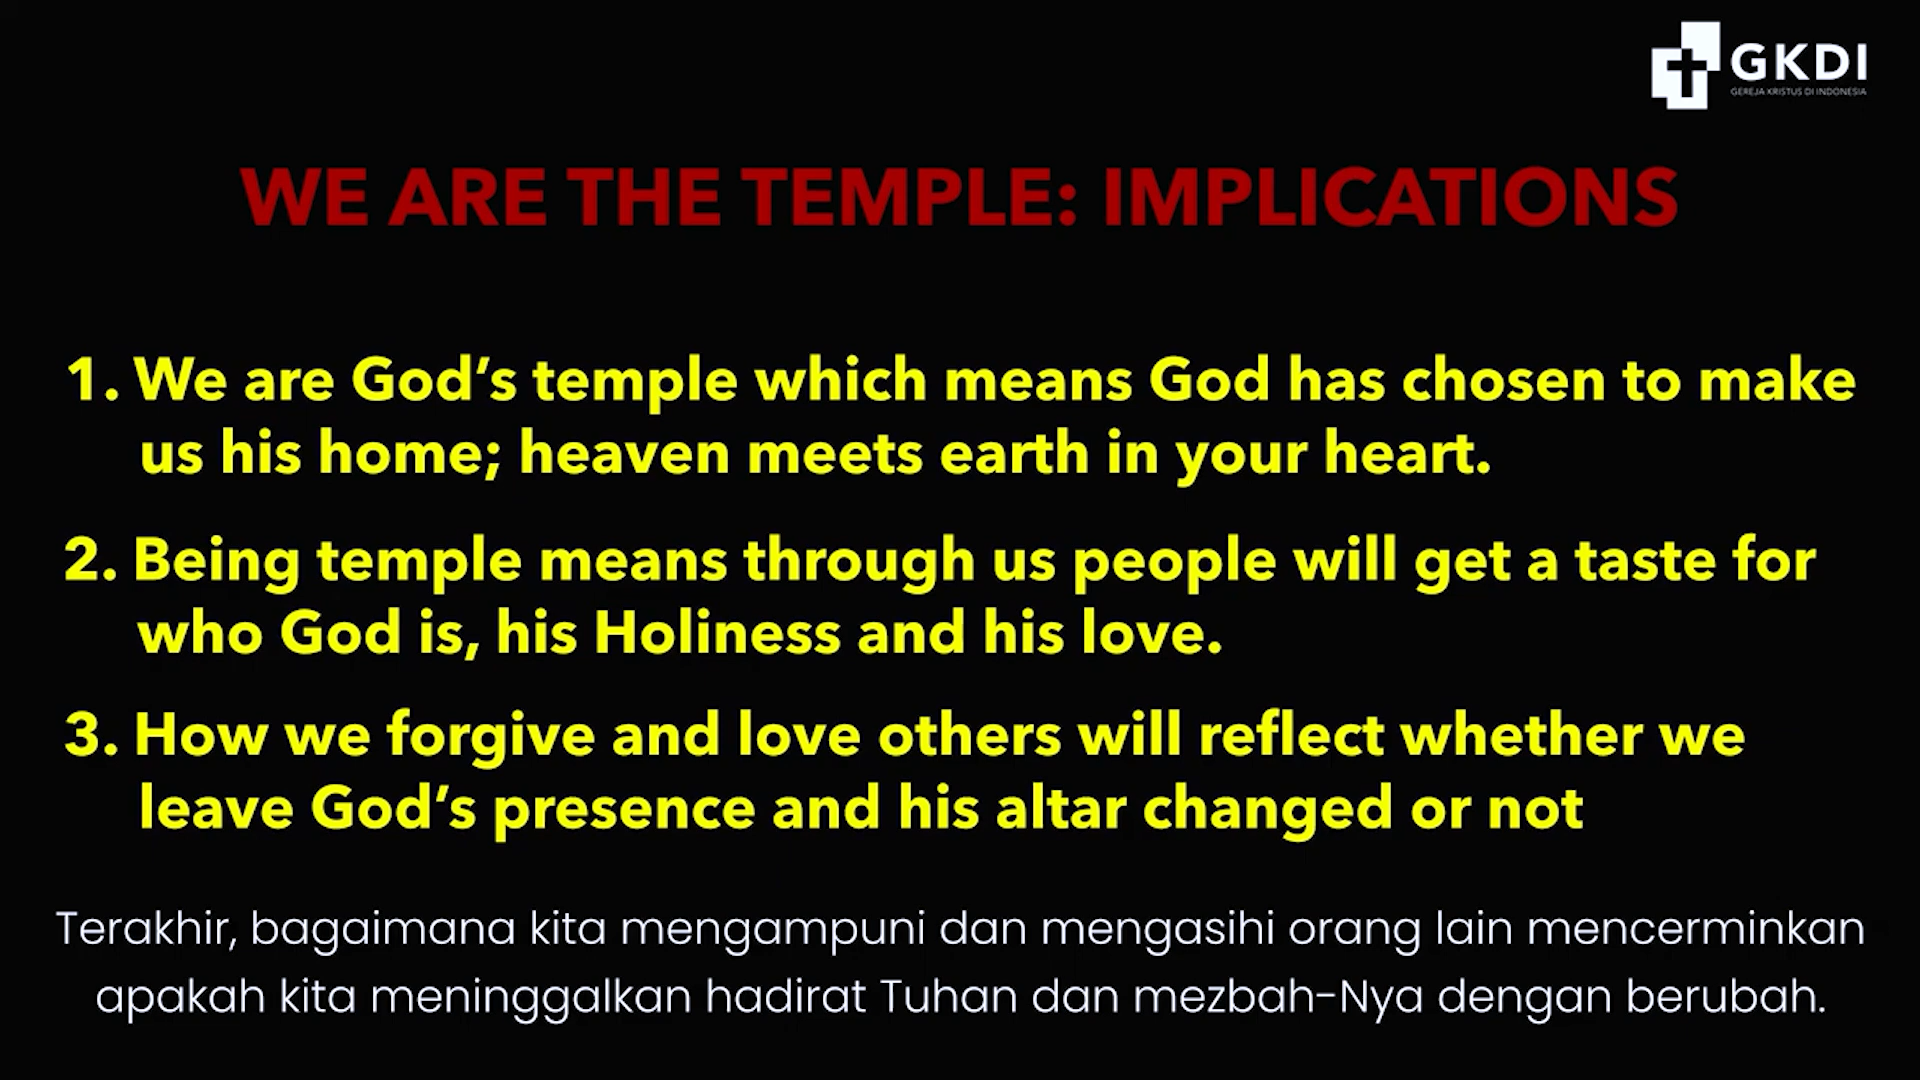 GKDI
GEREJA KRISTUS DI INDONESIA
WE ARE THE TEMPLE: IMPLICATIONS
1. We are God’s temple which means God has chosen to make
us his home; heaven meets earth in your heart.
2. Being temple means through us people will get a taste for
who God is, his Holiness and his love.
3. How we forgive and love others will reflect whether we
leave God’s presence and his altar changed or not
Terakhir, bagaimana kita mengampuni dan mengasihi orang lain mencerminkan
apakah kita meninggalkan hadirat Tuhan dan mezbah-Nya dengan berubah.